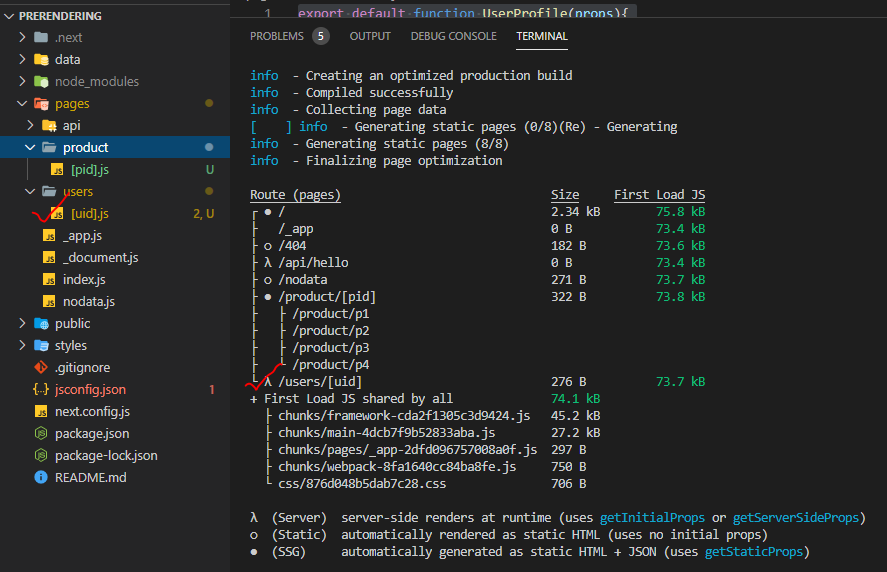 PRERENDERING
.next
data
node_modules
pages
api
product
[pid].js U
users
[uid].js 2, U
_app.js
_document.js
index.js
nodata.js
public
styles
.gitignore
{..} jsconfig.json 1
next.config.js
package.json
package-lock.json
README.md
1 export default function UserProfile(props){
PROBLEMS 5 OUTPUT DEBUG CONSOLE TERMINAL
info - Creating an optimized production build
info - Compiled successfully
info - Collecting page data
[ ] info - Generating static pages (0/8)(Re) - Generating
info - Generating static pages (8/8)
info - Finalizing page optimization
Route (pages) Size First Load JS
┌ ● / 2.34 kB 75.8 kB
├ /_app 0 B 73.4 kB
├ ○ /404 182 B 73.6 kB
├ λ /api/hello 0 B 73.4 kB
├ ○ /nodata 271 B 73.7 kB
├ ● /product/[pid] 322 B 73.8 kB
├ ├ /product/p1
├ ├ /product/p2
├ ├ /product/p3
├ └ /product/p4
└ λ /users/[uid] 276 B 73.7 kB
+ First Load JS shared by all 74.1 kB
├ chunks/framework-cda2f1305c3d9424.js 45.2 kB
├ chunks/main-4dcb7f9b52833aba.js 27.2 kB
├ chunks/pages/_app-2dfd096757008a0f.js 297 B
├ chunks/webpack-8fa1640cc84ba8fe.js 750 B
└ css/876d048b5dab7c28.css 706 B
λ (Server) server-side renders at runtime (uses getInitialProps or getServerSideProps)
○ (Static) automatically rendered as static HTML (uses no initial props)
● (SSG) automatically generated as static HTML + JSON (uses getStaticProps)